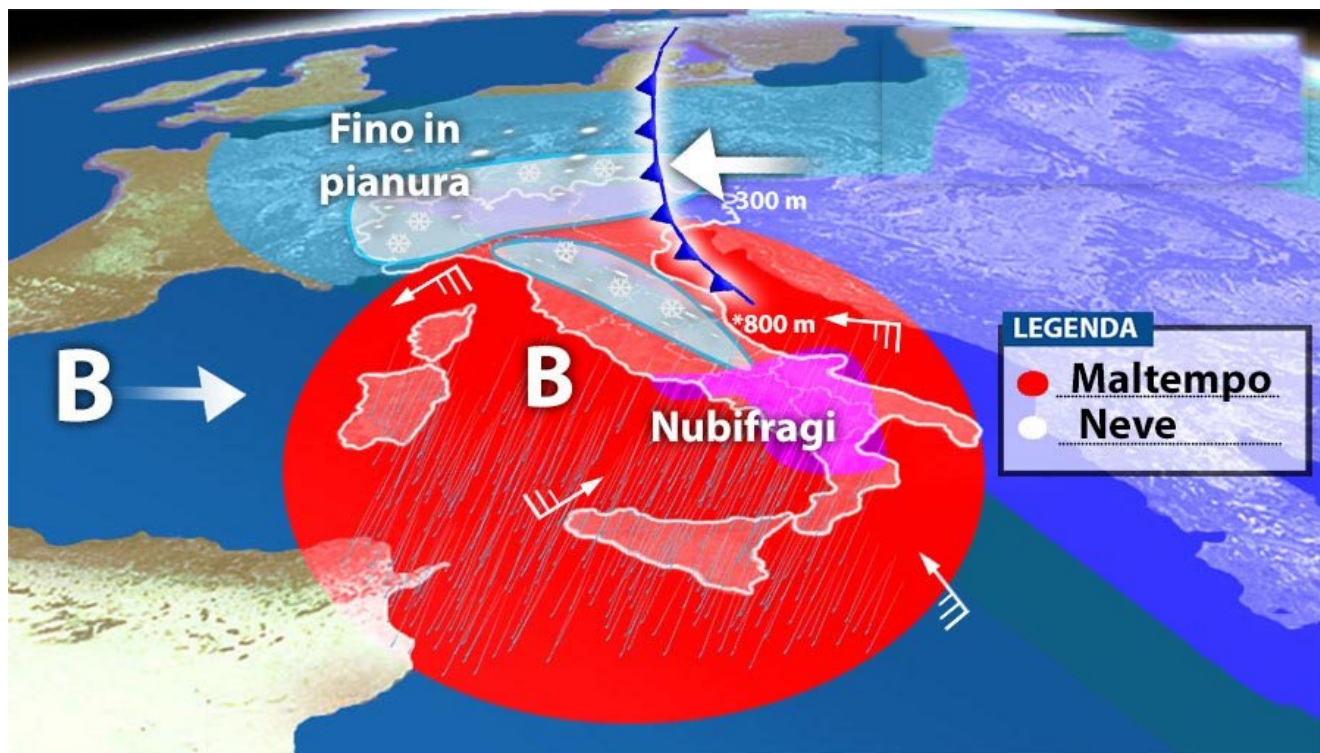 Fino in
pianura
300 m
B
*800 m
B
Nubifragi
LEGENDA
Maltempo
Neve